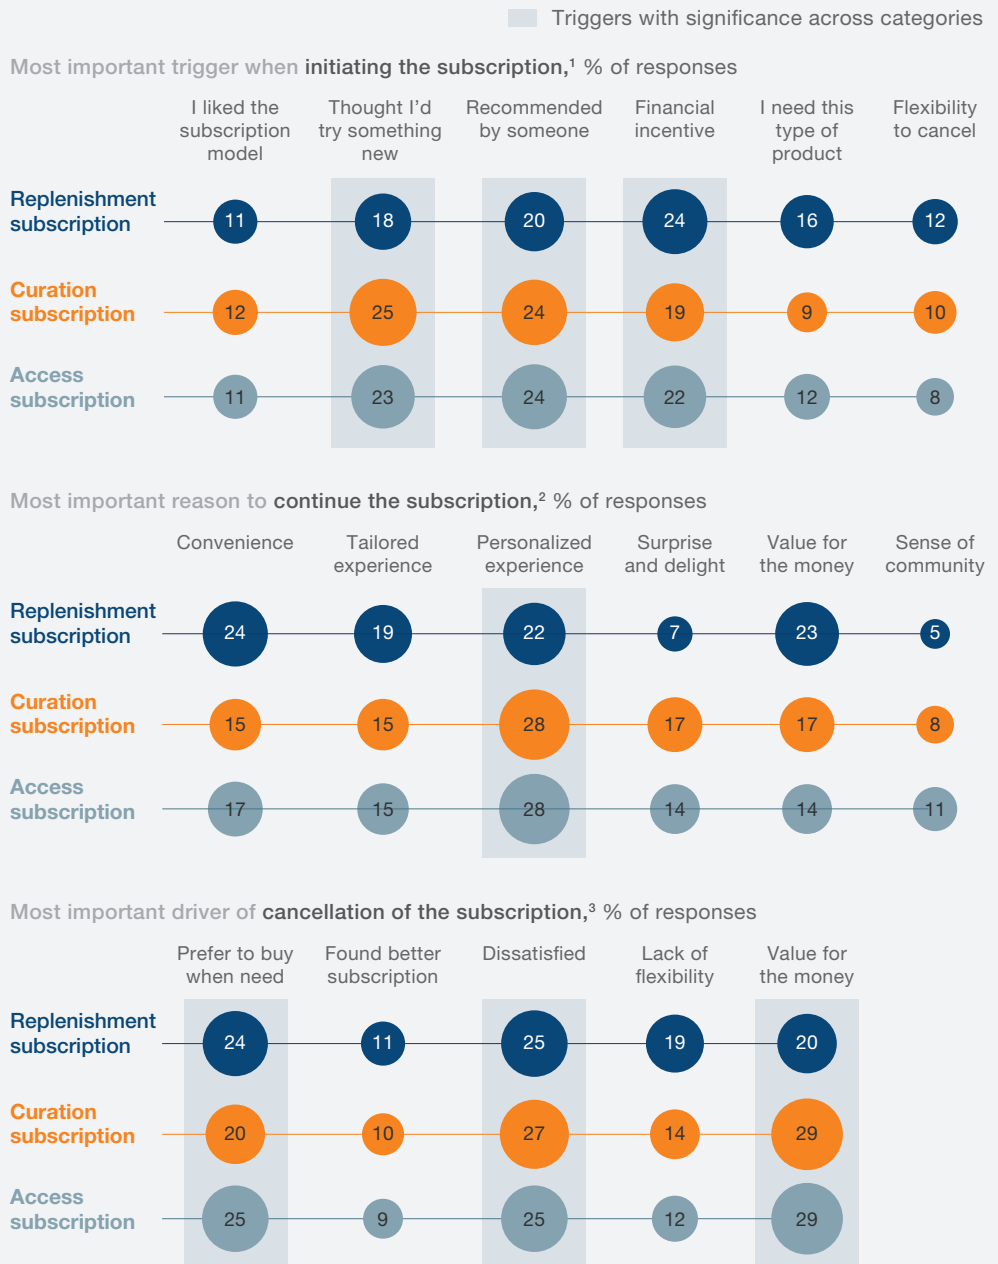 Triggers with significance across categories
Most important trigger when initiating the subscription,¹ % of responses
I liked the
subscription
model
Thought I'd
try something
new
Recommended
by someone
Financial
incentive
I need this
type of
product
Flexibility
to cancel
Replenishment
subscription
11 18 20 24 16 12
Curation
subscription
12 25 24 19 9 10
Access
subscription
11 23 24 22 12 8
Most important reason to continue the subscription,² % of responses
Convenience
Tailored
experience
Personalized
experience
Surprise
and delight
Value for
the money
Sense of
community
Replenishment
subscription
24 19 22 7 23 5
Curation
subscription
15 15 28 17 17 8
Access
subscription
17 15 28 14 14 11
Most important driver of cancellation of the subscription,³ % of responses
Prefer to buy
when need
Found better
subscription
Dissatisfied
Lack of
flexibility
Value for
the money
Replenishment
subscription
24 11 25 19 20
Curation
subscription
20 10 27 14 29
Access
subscription
25 9 25 12 29